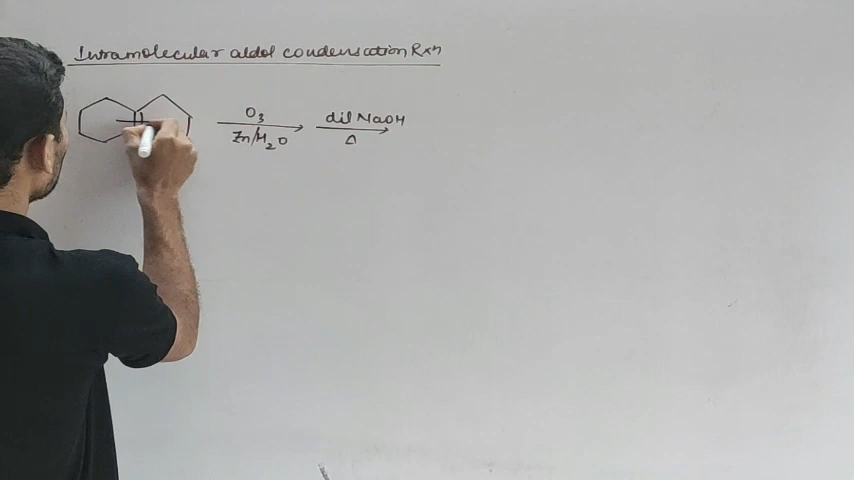 Intramolecular aldol condensation Rxn
O3 dil NaOH
Zn/H2O Δ